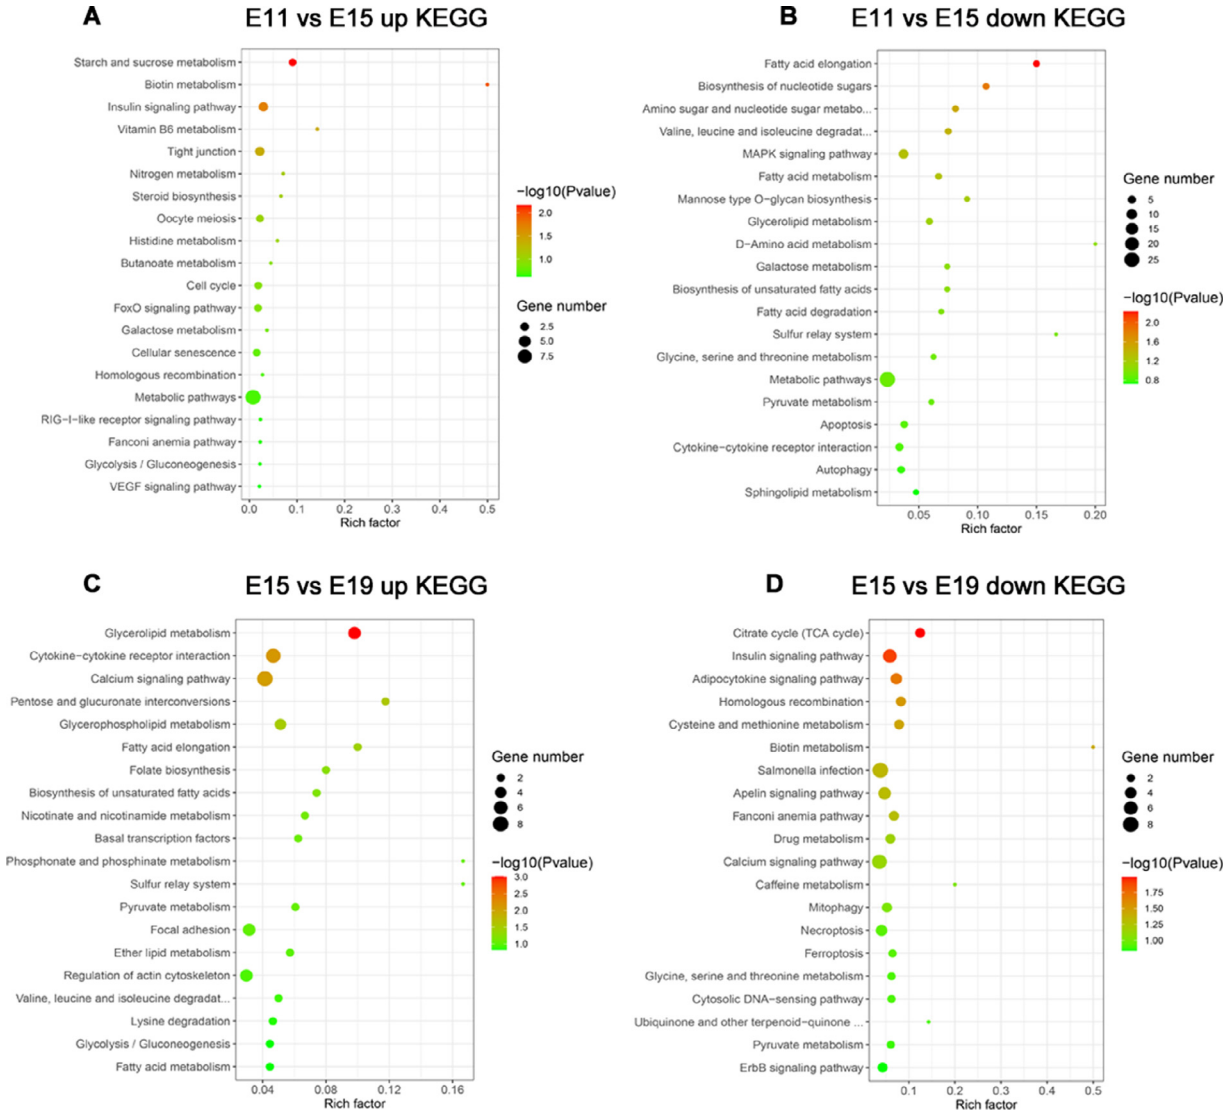 A
E11 vs E15 up KEGG
Starch and sucrose metabolism
Biotin metabolism
Insulin signaling pathway
Vitamin B6 metabolism
Tight junction
Nitrogen metabolism
Steroid biosynthesis
Oocyte meiosis
Histidine metabolism
Butanoate metabolism
Cell cycle
FoxO signaling pathway
Galactose metabolism
Cellular senescence
Homologous recombination
Metabolic pathways
RIG−I−like receptor signaling pathway
Fanconi anemia pathway
Glycolysis / Gluconeogenesis
VEGF signaling pathway
0.0 0.1 0.2 0.3 0.4 0.5
Rich factor
−log10(Pvalue)
2.0
1.5
1.0
Gene number
2.5
5.0
7.5
B
E11 vs E15 down KEGG
Fatty acid elongation
Biosynthesis of nucleotide sugars
Amino sugar and nucleotide sugar metabo...
Valine, leucine and isoleucine degradat...
MAPK signaling pathway
Fatty acid metabolism
Mannose type O−glycan biosynthesis
Glycerolipid metabolism
D−Amino acid metabolism
Galactose metabolism
Biosynthesis of unsaturated fatty acids
Fatty acid degradation
Sulfur relay system
Glycine, serine and threonine metabolism
Metabolic pathways
Pyruvate metabolism
Apoptosis
Cytokine−cytokine receptor interaction
Autophagy
Sphingolipid metabolism
0.05 0.10 0.15 0.20
Rich factor
Gene number
5
10
15
20
25
−log10(Pvalue)
2.0
1.6
1.2
0.8
C
E15 vs E19 up KEGG
Glycerolipid metabolism
Cytokine−cytokine receptor interaction
Calcium signaling pathway
Pentose and glucuronate interconversions
Glycerophospholipid metabolism
Fatty acid elongation
Folate biosynthesis
Biosynthesis of unsaturated fatty acids
Nicotinate and nicotinamide metabolism
Basal transcription factors
Phosphonate and phosphinate metabolism
Sulfur relay system
Pyruvate metabolism
Focal adhesion
Ether lipid metabolism
Regulation of actin cytoskeleton
Valine, leucine and isoleucine degradat...
Lysine degradation
Glycolysis / Gluconeogenesis
Fatty acid metabolism
0.04 0.08 0.12 0.16
Rich factor
Gene number
2
4
6
8
−log10(Pvalue)
3.0
2.5
2.0
1.5
1.0
D
E15 vs E19 down KEGG
Citrate cycle (TCA cycle)
Insulin signaling pathway
Adipocytokine signaling pathway
Homologous recombination
Cysteine and methionine metabolism
Biotin metabolism
Salmonella infection
Apelin signaling pathway
Fanconi anemia pathway
Drug metabolism
Calcium signaling pathway
Caffeine metabolism
Mitophagy
Necroptosis
Ferroptosis
Glycine, serine and threonine metabolism
Cytosolic DNA−sensing pathway
Ubiquinone and other terpenoid−quinone ...
Pyruvate metabolism
ErbB signaling pathway
0.1 0.2 0.3 0.4 0.5
Rich factor
Gene number
2
4
6
8
−log10(Pvalue)
1.75
1.50
1.25
1.00